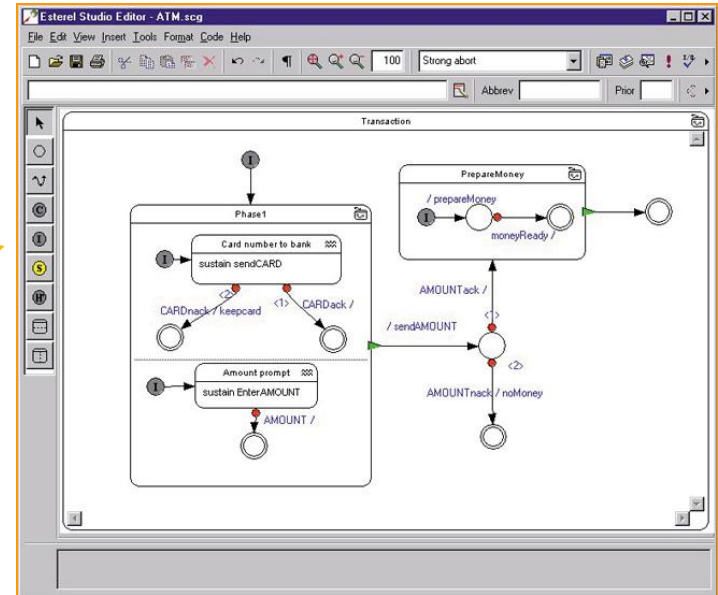 Esterel Studio Editor - ATM.scg
File Edit View Insert Tools Format Code Help
100 Strong abort
Abbrev Prior
Transaction
I
PrepareMoney
/ prepareMoney
I
moneyReady /
Phase1
Card number to bank
I
sustain sendCARD
<2> <1>
CARDnack / keepcard CARDack /
AMOUNTack /
<1>
/ sendAMOUNT
<2>
Amount prompt
I
sustain EnterAMOUNT
AMOUNT /
AMOUNTnack / noMoney
C
I
S
H